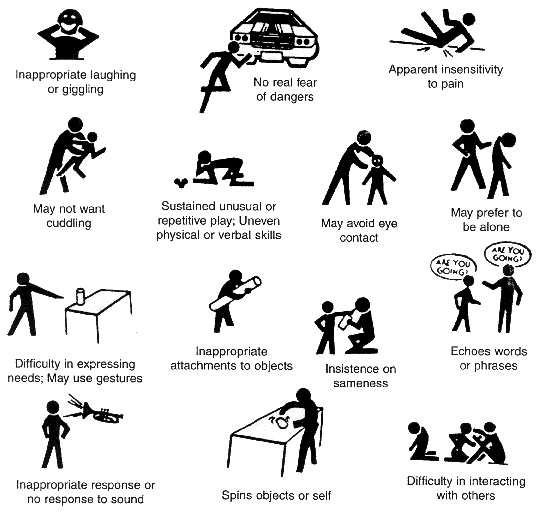 Inappropriate laughing
or giggling
No real fear
of dangers
Apparent insensitivity
to pain
May not want
cuddling
Sustained unusual or
repetitive play; Uneven
physical or verbal skills
May avoid eye
contact
May prefer to
be alone
Difficulty in expressing
needs; May use gestures
Inappropriate
attachments to objects
Insistence on
sameness
ARE YOU
GOING?
ARE YOU
GOING?
Echoes words
or phrases
Inappropriate response or
no response to sound
Spins objects or self
Difficulty in interacting
with others